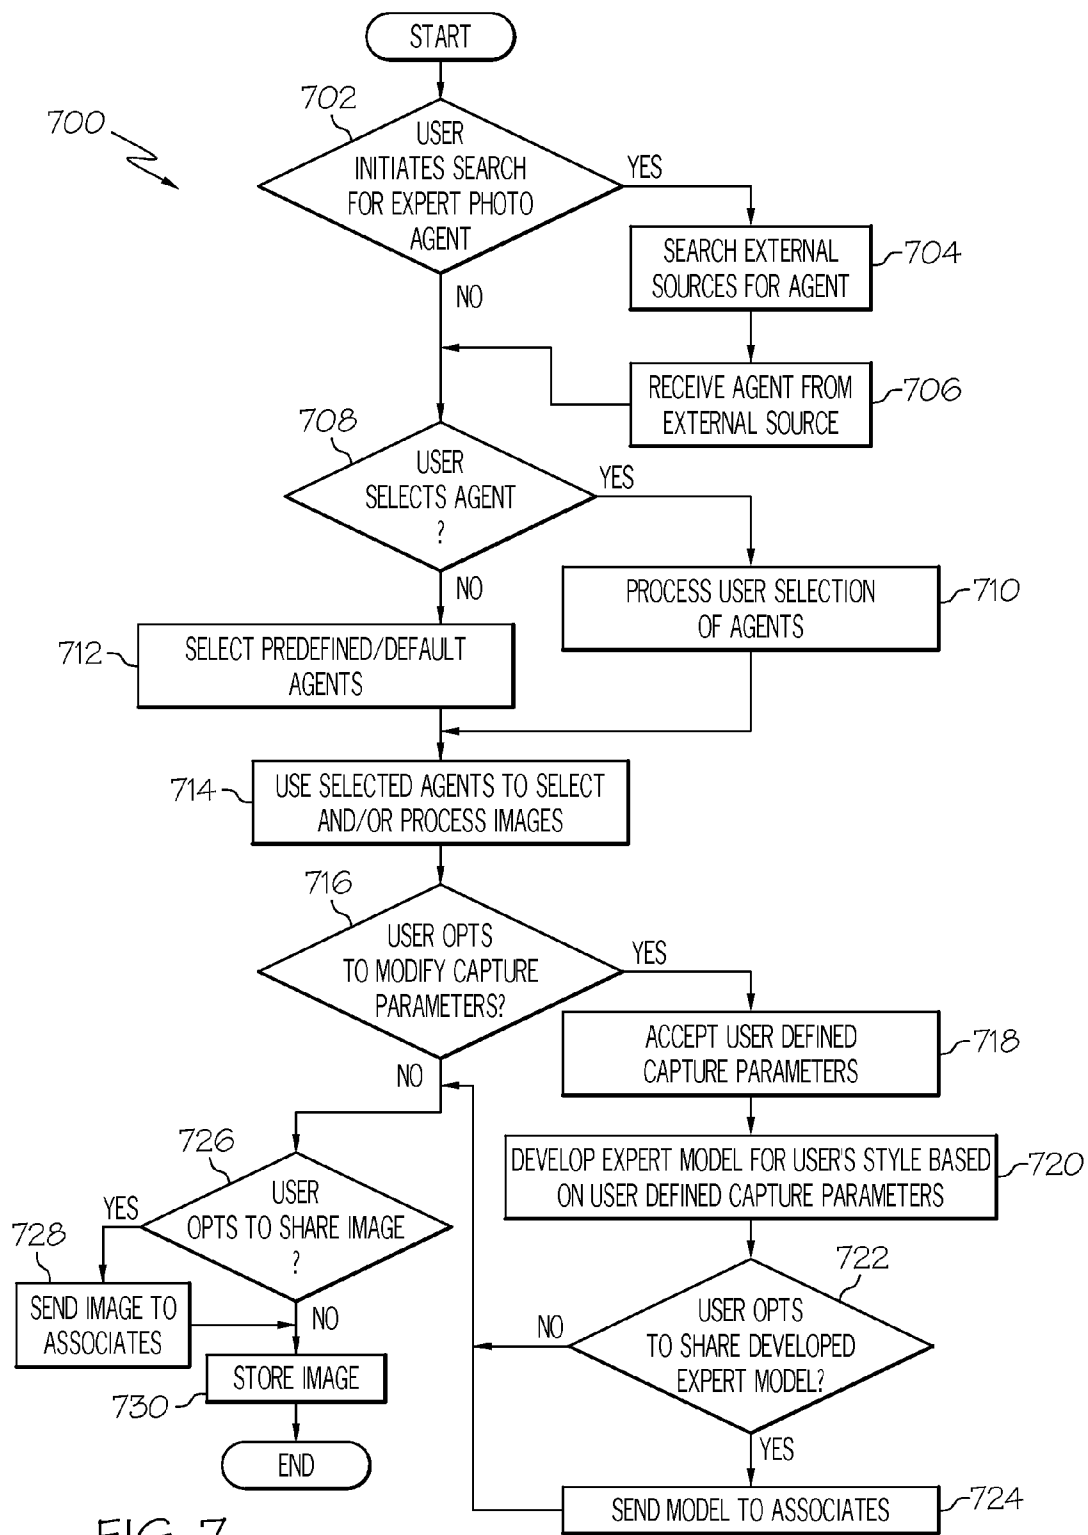 START
702
700
USER
INITIATES SEARCH
FOR EXPERT PHOTO
AGENT
YES
SEARCH EXTERNAL
SOURCES FOR AGENT
704
NO
RECEIVE AGENT FROM
EXTERNAL SOURCE
706
708
USER
SELECTS AGENT
?
YES
NO
PROCESS USER SELECTION
OF AGENTS
710
712
SELECT PREDEFINED/DEFAULT
AGENTS
714
USE SELECTED AGENTS TO SELECT
AND/OR PROCESS IMAGES
716
USER OPTS
TO MODIFY CAPTURE
PARAMETERS?
YES
ACCEPT USER DEFINED
CAPTURE PARAMETERS
718
NO
726
DEVELOP EXPERT MODEL FOR USER'S STYLE BASED
ON USER DEFINED CAPTURE PARAMETERS
720
USER
OPTS TO SHARE IMAGE
?
YES
728
722
SEND IMAGE TO
ASSOCIATES
NO
USER OPTS
TO SHARE DEVELOPED
EXPERT MODEL?
NO
STORE IMAGE
730
YES
END
SEND MODEL TO ASSOCIATES
724
FIG. 7